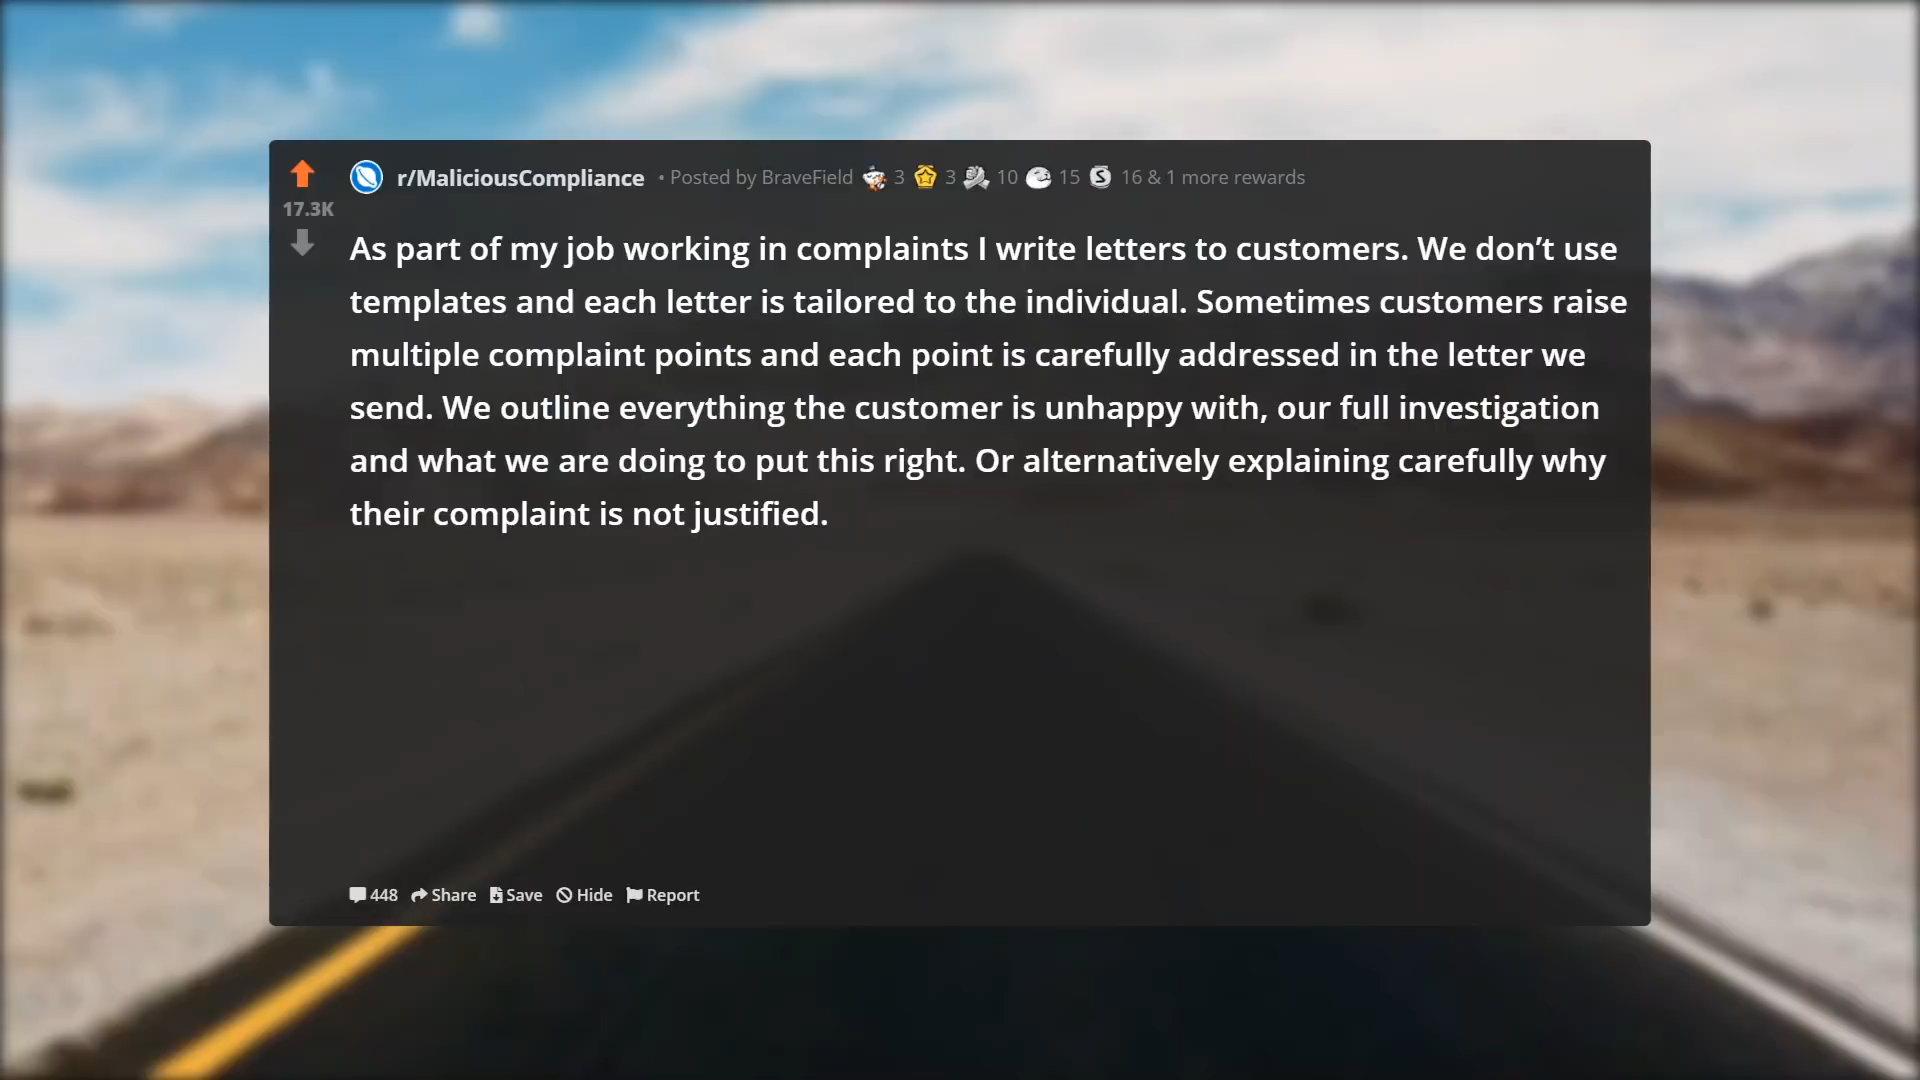 r/MaliciousCompliance • Posted by BraveField 3 3 10 15 16 & 1 more rewards
17.3K
As part of my job working in complaints I write letters to customers. We don’t use
templates and each letter is tailored to the individual. Sometimes customers raise
multiple complaint points and each point is carefully addressed in the letter we
send. We outline everything the customer is unhappy with, our full investigation
and what we are doing to put this right. Or alternatively explaining carefully why
their complaint is not justified.
448 Share Save Hide Report